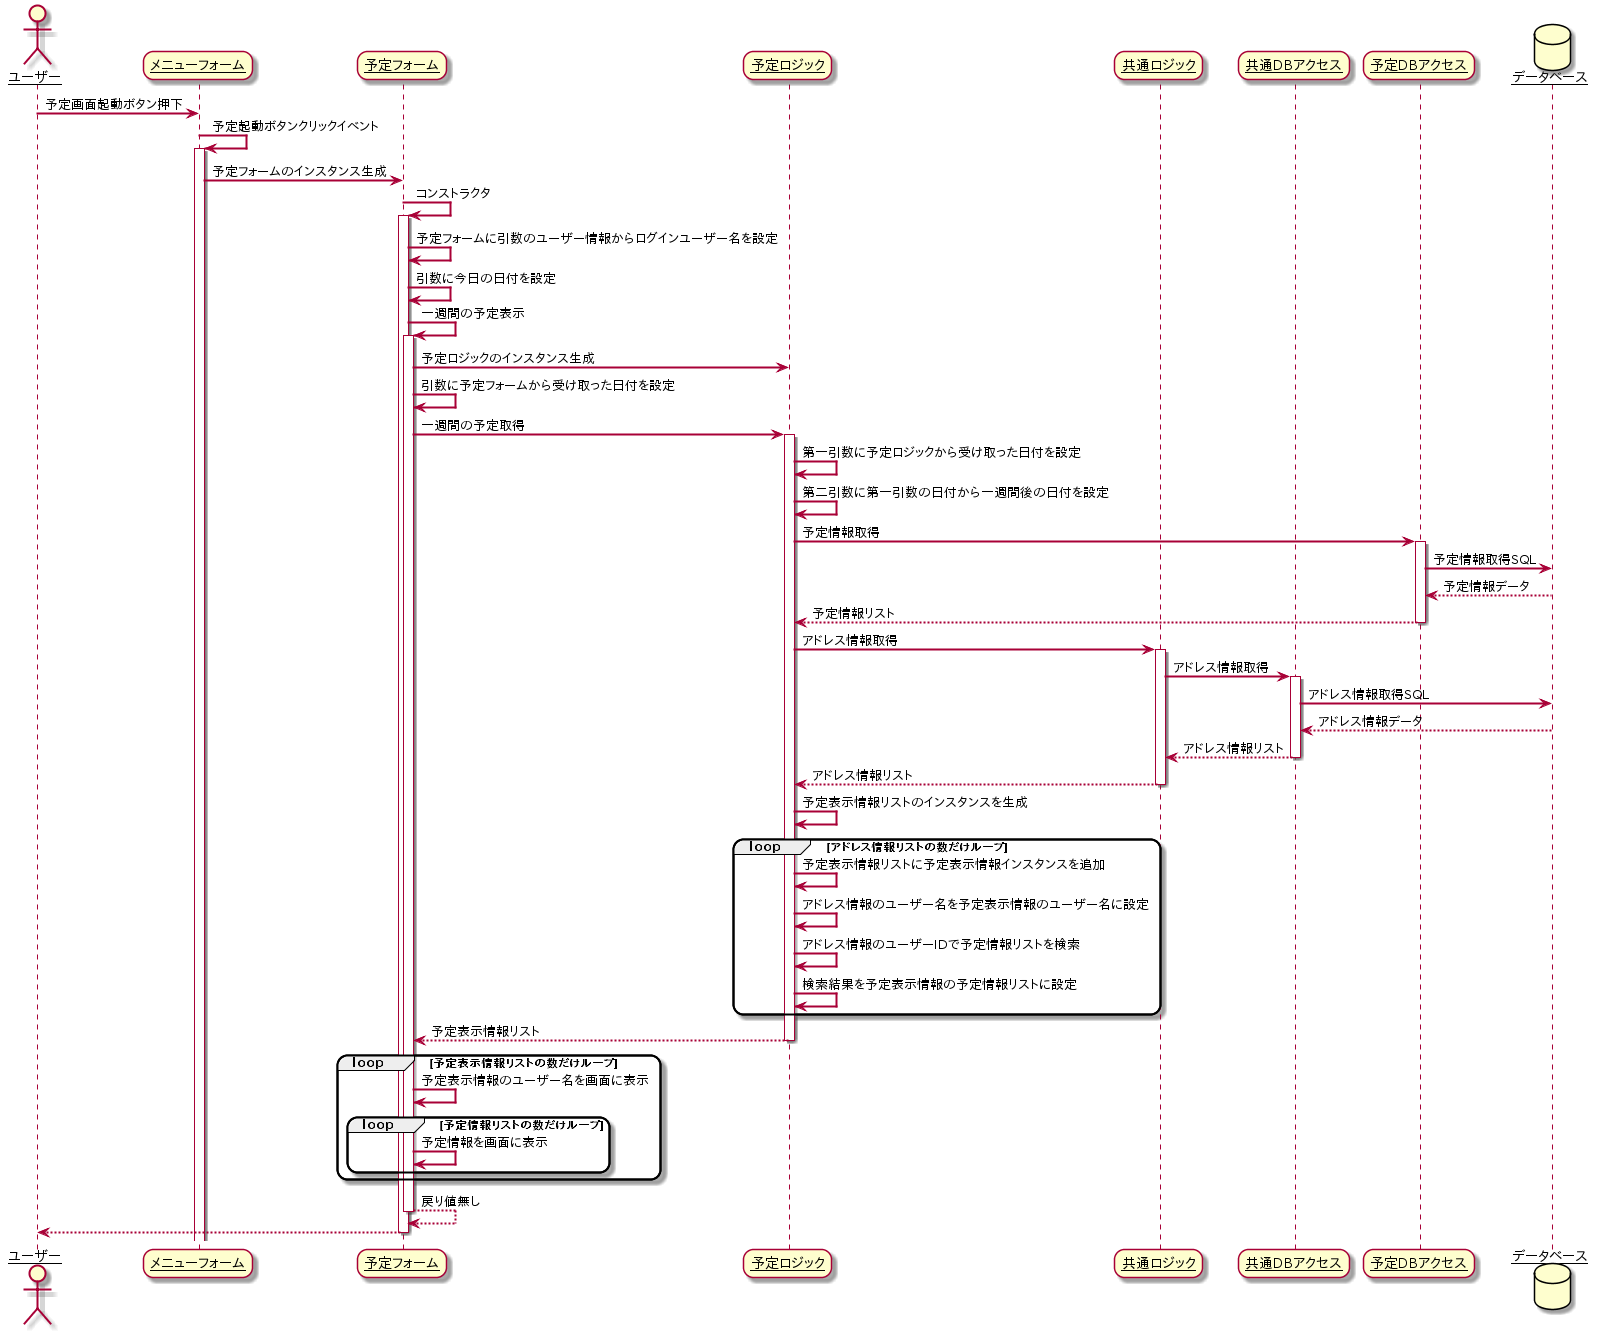 ユーザー
メニューフォーム
予定フォーム
予定ロジック
共通ロジック
共通DBアクセス
予定DBアクセス
データベース
予定画面起動ボタン押下
予定起動ボタンクリックイベント
予定フォームのインスタンス生成
コンストラクタ
予定フォームに引数のユーザー情報からログインユーザー名を設定
引数に今日の日付を設定
一週間の予定表示
予定ロジックのインスタンス生成
引数に予定フォームから受け取った日付を設定
一週間の予定取得
第一引数に予定ロジックから受け取った日付を設定
第二引数に第一引数の日付から一週間後の日付を設定
予定情報取得
予定情報取得SQL
予定情報データ
予定情報リスト
アドレス情報取得
アドレス情報取得
アドレス情報取得SQL
アドレス情報データ
アドレス情報リスト
アドレス情報リスト
予定表示情報リストのインスタンスを生成
loop [アドレス情報リストの数だけループ]
予定表示情報リストに予定表示情報インスタンスを追加
アドレス情報のユーザー名を予定表示情報のユーザー名に設定
アドレス情報のユーザーIDで予定情報リストを検索
検索結果を予定表示情報の予定情報リストに設定
予定表示情報リスト
loop [予定表示情報リストの数だけループ]
予定表示情報のユーザー名を画面に表示
loop [予定情報リストの数だけループ]
予定情報を画面に表示
戻り値無し
ユーザー
メニューフォーム
予定フォーム
予定ロジック
共通ロジック
共通DBアクセス
予定DBアクセス
データベース